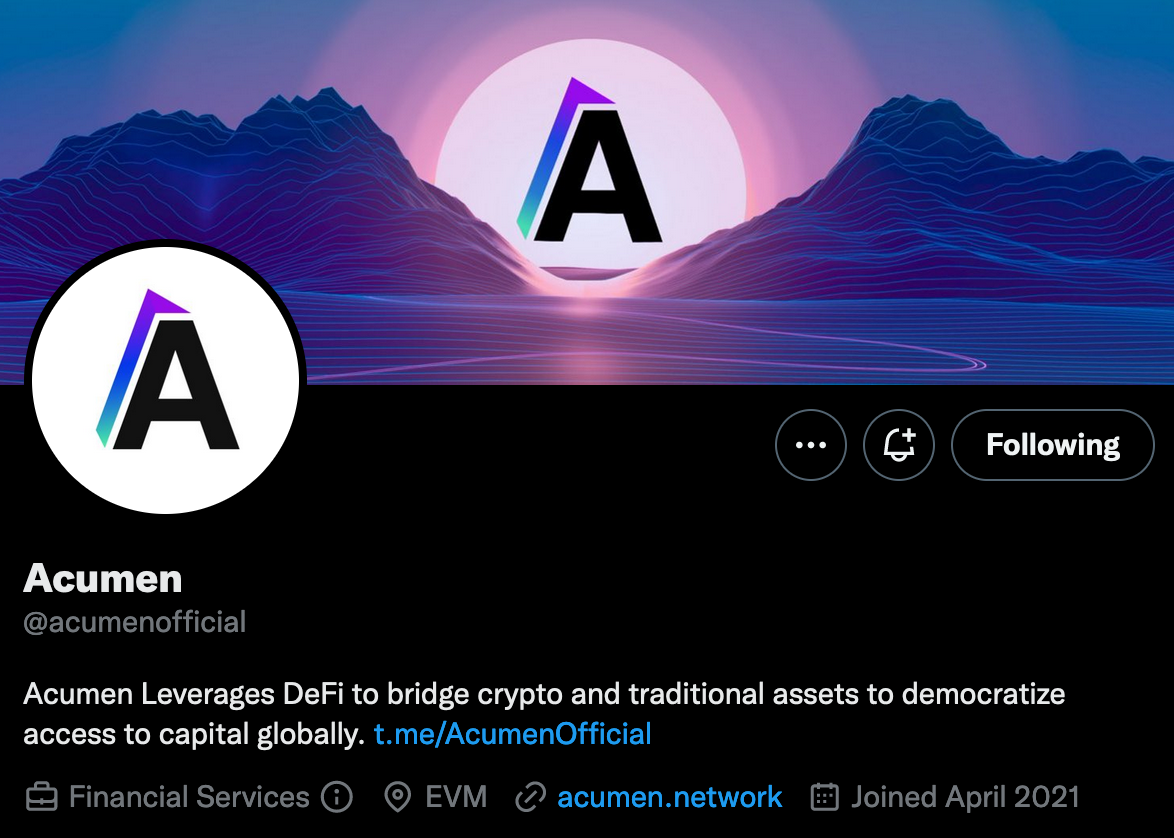 A
A
Following
Acumen
@acumenofficial
Acumen Leverages DeFi to bridge crypto and traditional assets to democratize
access to capital globally. t.me/AcumenOfficial
Financial Services EVM acumen.network Joined April 2021